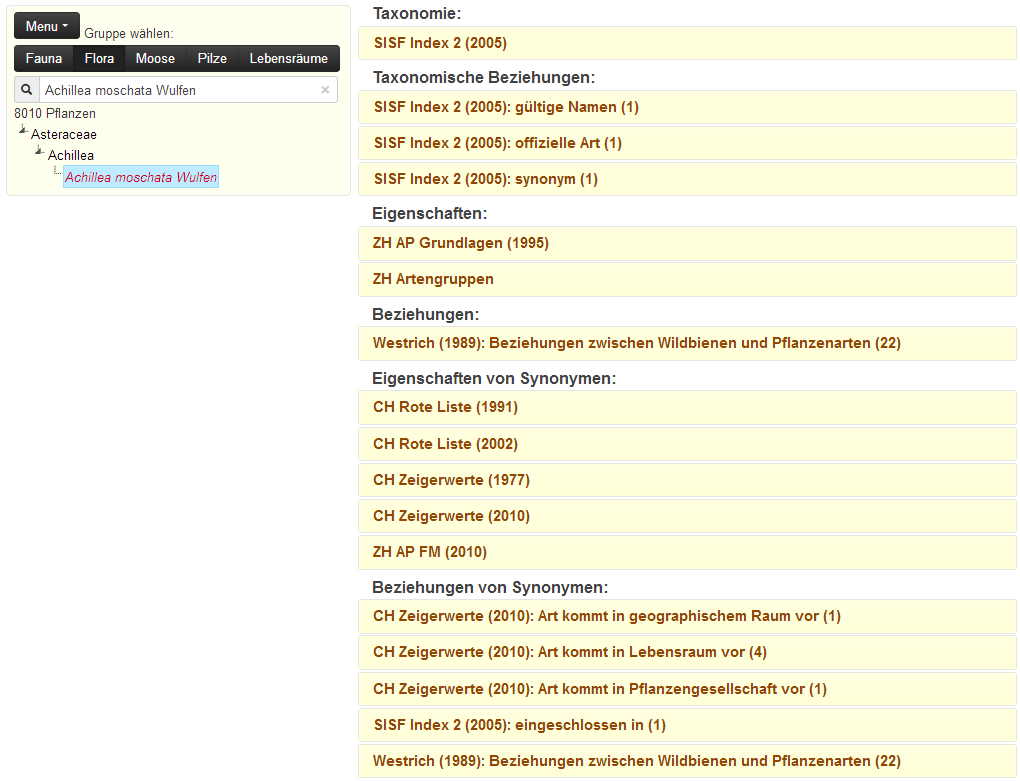 Menu
Gruppe wählen:
Fauna Flora Moose Pilze Lebensräume
Achillea moschata Wulfen ×
8010 Pflanzen
Asteraceae
Achillea
Achillea moschata Wulfen
Taxonomie:
SISF Index 2 (2005)
Taxonomische Beziehungen:
SISF Index 2 (2005): gültige Namen (1)
SISF Index 2 (2005): offizielle Art (1)
SISF Index 2 (2005): synonym (1)
Eigenschaften:
ZH AP Grundlagen (1995)
ZH Artengruppen
Beziehungen:
Westrich (1989): Beziehungen zwischen Wildbienen und Pflanzenarten (22)
Eigenschaften von Synonymen:
CH Rote Liste (1991)
CH Rote Liste (2002)
CH Zeigerwerte (1977)
CH Zeigerwerte (2010)
ZH AP FM (2010)
Beziehungen von Synonymen:
CH Zeigerwerte (2010): Art kommt in geographischem Raum vor (1)
CH Zeigerwerte (2010): Art kommt in Lebensraum vor (4)
CH Zeigerwerte (2010): Art kommt in Pflanzengesellschaft vor (1)
SISF Index 2 (2005): eingeschlossen in (1)
Westrich (1989): Beziehungen zwischen Wildbienen und Pflanzenarten (22)